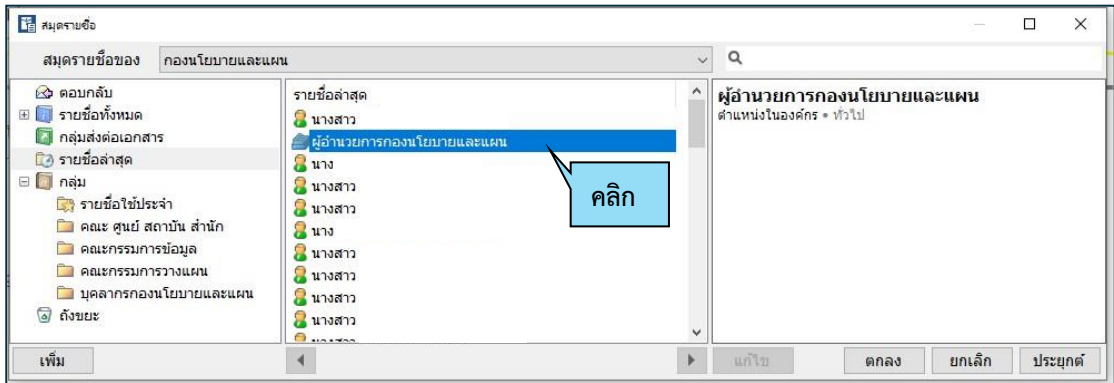 สมุดรายชื่อ
สมุดรายชื่อของ กองนโยบายและแผน
ตอบกลับ
รายชื่อทั้งหมด
กลุ่มส่งต่อเอกสาร
รายชื่อล่าสุด
กลุ่ม
รายชื่อใช้ประจำ
คณะ ศูนย์ สถาบัน สำนัก
คณะกรรมการข้อมูล
คณะกรรมการวางแผน
บุคลากรกองนโยบายและแผน
ถังขยะ
รายชื่อล่าสุด
นางสาว
ผู้อำนวยการกองนโยบายและแผน
นาง
นางสาว
นางสาว
นาง
นางสาว
นางสาว
นางสาว
นางสาว
คลิก
ผู้อำนวยการกองนโยบายและแผน
ตำแหน่งในองค์กร • ทั่วไป
เพิ่ม แก้ไข ตกลง ยกเลิก ประยุกต์